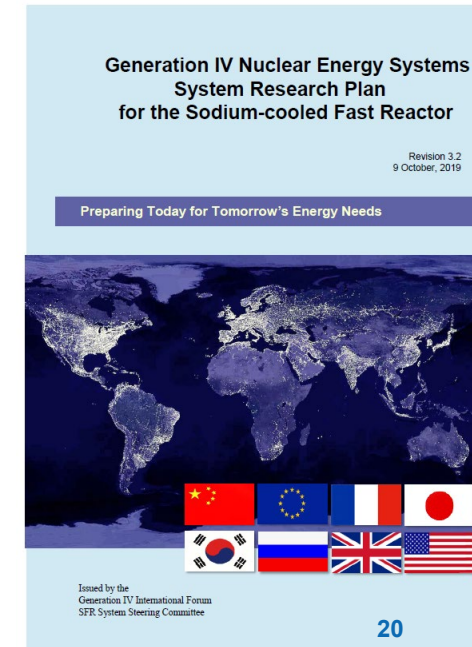 Generation IV Nuclear Energy Systems
System Research Plan
for the Sodium-cooled Fast Reactor
Revision 3.2
9 October, 2019
Preparing Today for Tomorrow's Energy Needs
Issued by the
Generation IV International Forum
SFR System Steering Committee
20